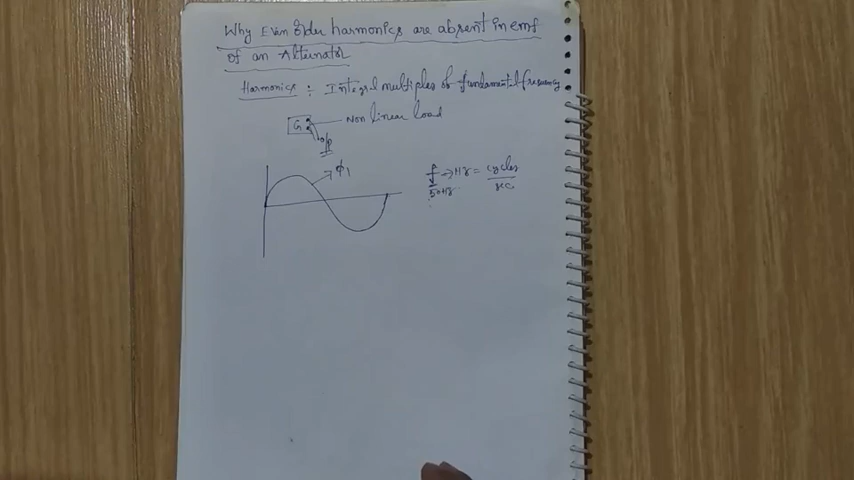 Why Even Order harmonics are absent in emf
of an Alternator
Harmonics : Integral multiples of fundamental frequency
G Non linear load
o/p
ϕ1
f → Hz = cycles/sec
50Hz